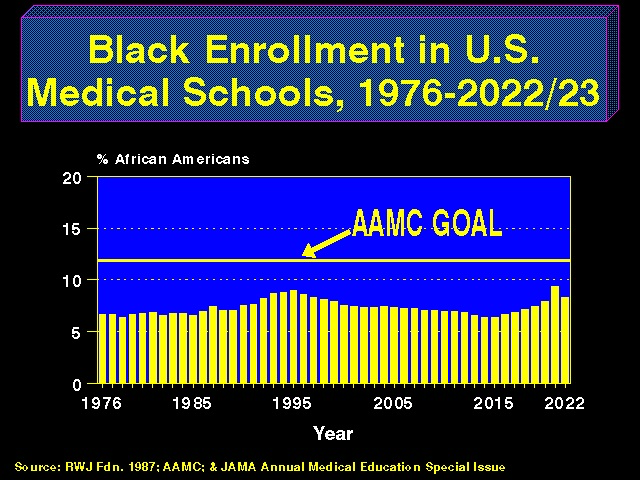 Black Enrollment in U.S.
Medical Schools, 1976-2022/23
% African Americans
20
15
10
5
0
AAMC GOAL
1976 1985 1995 2005 2015 2022
Year
Source: RWJ Fdn. 1987; AAMC; & JAMA Annual Medical Education Special Issue